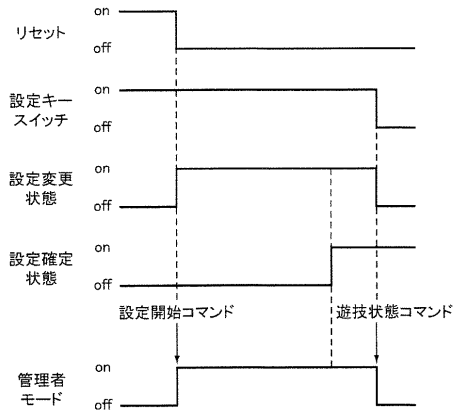 on
リセット
off
on
設定キー
スイッチ
off
on
設定変更
状態
off
on
設定確定
状態
off
設定開始コマンド
遊技状態コマンド
on
管理者
モード
off